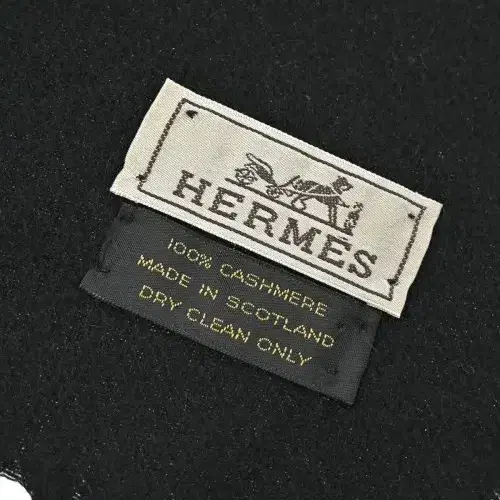 HERMES
100% CASHMERE
MADE IN SCOTLAND
DRY CLEAN ONLY